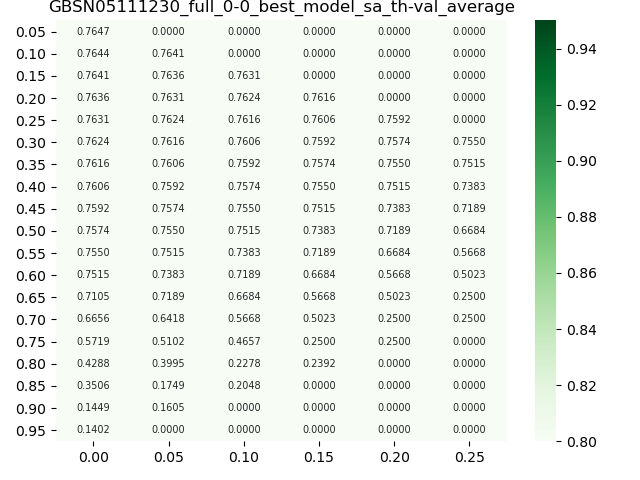 GBSN05111230_full_0-0_best_model_sa_th-val_average
0.05 0.7647 0.0000 0.0000 0.0000 0.0000 0.0000
0.10 0.7644 0.7641 0.0000 0.0000 0.0000 0.0000
0.15 0.7641 0.7636 0.7631 0.0000 0.0000 0.0000
0.20 0.7636 0.7631 0.7624 0.7616 0.0000 0.0000
0.25 0.7631 0.7624 0.7616 0.7606 0.7592 0.0000
0.30 0.7624 0.7616 0.7606 0.7592 0.7574 0.7550
0.35 0.7616 0.7606 0.7592 0.7574 0.7550 0.7515
0.40 0.7606 0.7592 0.7574 0.7550 0.7515 0.7383
0.45 0.7592 0.7574 0.7550 0.7515 0.7383 0.7189
0.50 0.7574 0.7550 0.7515 0.7383 0.7189 0.6684
0.55 0.7550 0.7515 0.7383 0.7189 0.6684 0.5668
0.60 0.7515 0.7383 0.7189 0.6684 0.5668 0.5023
0.65 0.7105 0.7189 0.6684 0.5668 0.5023 0.2500
0.70 0.6656 0.6418 0.5668 0.5023 0.2500 0.2500
0.75 0.5719 0.5102 0.4657 0.2500 0.2500 0.0000
0.80 0.4288 0.3995 0.2278 0.2392 0.0000 0.0000
0.85 0.3506 0.1749 0.2048 0.0000 0.0000 0.0000
0.90 0.1449 0.1605 0.0000 0.0000 0.0000 0.0000
0.95 0.1402 0.0000 0.0000 0.0000 0.0000 0.0000
0.00 0.05 0.10 0.15 0.20 0.25
0.94
0.92
0.90
0.88
0.86
0.84
0.82
0.80